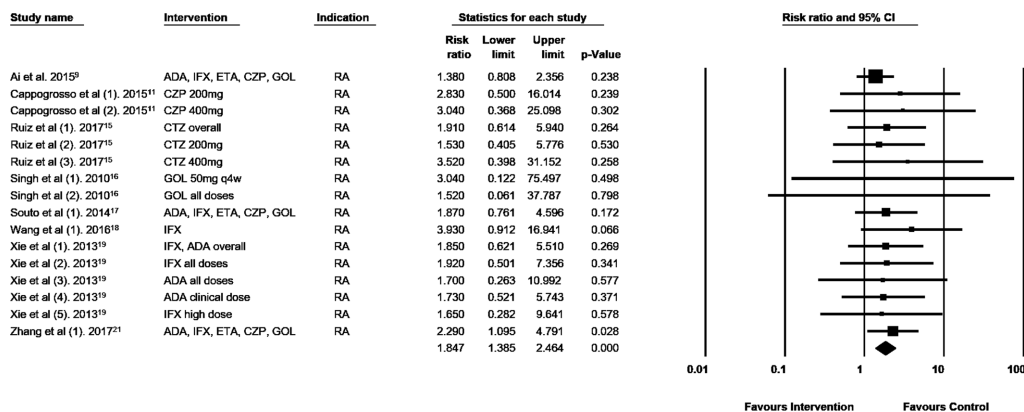 Study name Intervention Indication Statistics for each study Risk ratio and 95% CI
Risk ratio Lower limit Upper limit p-Value
Ai et al. 2015⁹ ADA, IFX, ETA, CZP, GOL RA 1.380 0.808 2.356 0.238
Cappogrosso et al (1). 2015¹¹ CZP 200mg RA 2.830 0.500 16.014 0.239
Cappogrosso et al (2). 2015¹¹ CZP 400mg RA 3.040 0.368 25.098 0.302
Ruiz et al (1). 2017¹⁵ CTZ overall RA 1.910 0.614 5.940 0.264
Ruiz et al (2). 2017¹⁵ CTZ 200mg RA 1.530 0.405 5.776 0.530
Ruiz et al (3). 2017¹⁵ CTZ 400mg RA 3.520 0.398 31.152 0.258
Singh et al (1). 2010¹⁶ GOL 50mg q4w RA 3.040 0.122 75.497 0.498
Singh et al (2). 2010¹⁶ GOL all doses RA 1.520 0.061 37.787 0.798
Souto et al (1). 2014¹⁷ ADA, IFX, ETA, CZP, GOL RA 1.870 0.761 4.596 0.172
Wang et al (1). 2016¹⁸ IFX RA 3.930 0.912 16.941 0.066
Xie et al (1). 2013¹⁹ IFX, ADA overall RA 1.850 0.621 5.510 0.269
Xie et al (2). 2013¹⁹ IFX all doses RA 1.920 0.501 7.356 0.341
Xie et al (3). 2013¹⁹ ADA all doses RA 1.700 0.263 10.992 0.577
Xie et al (4). 2013¹⁹ ADA clinical dose RA 1.730 0.521 5.743 0.371
Xie et al (5). 2013¹⁹ IFX high dose RA 1.650 0.282 9.641 0.578
Zhang et al (1). 2017²¹ ADA, IFX, ETA, CZP, GOL RA 2.290 1.095 4.791 0.028
1.847 1.385 2.464 0.000
0.01 0.1 1 10 100
Favours Intervention Favours Control